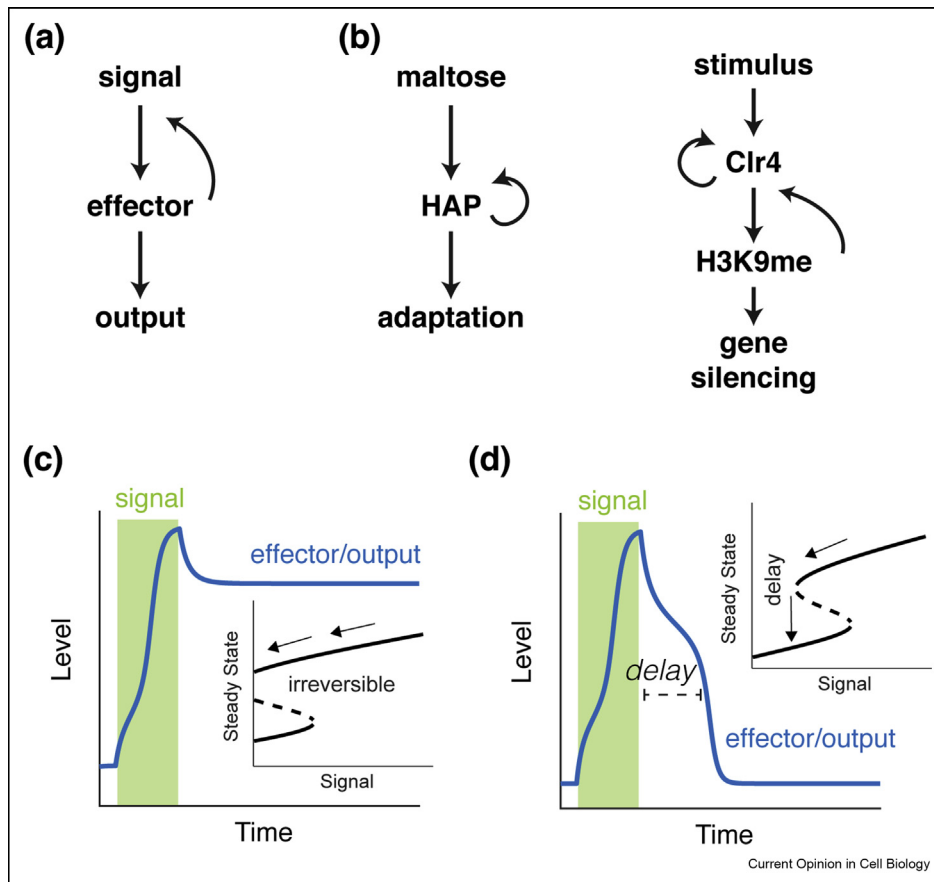 (a)
signal
effector
output
(b)
maltose
HAP
adaptation
stimulus
Clr4
H3K9me
gene
silencing
(c)
signal
effector/output
Level
Steady State
irreversible
Signal
Time
(d)
signal
Level
delay
effector/output
Steady State
delay
Signal
Time
Current Opinion in Cell Biology